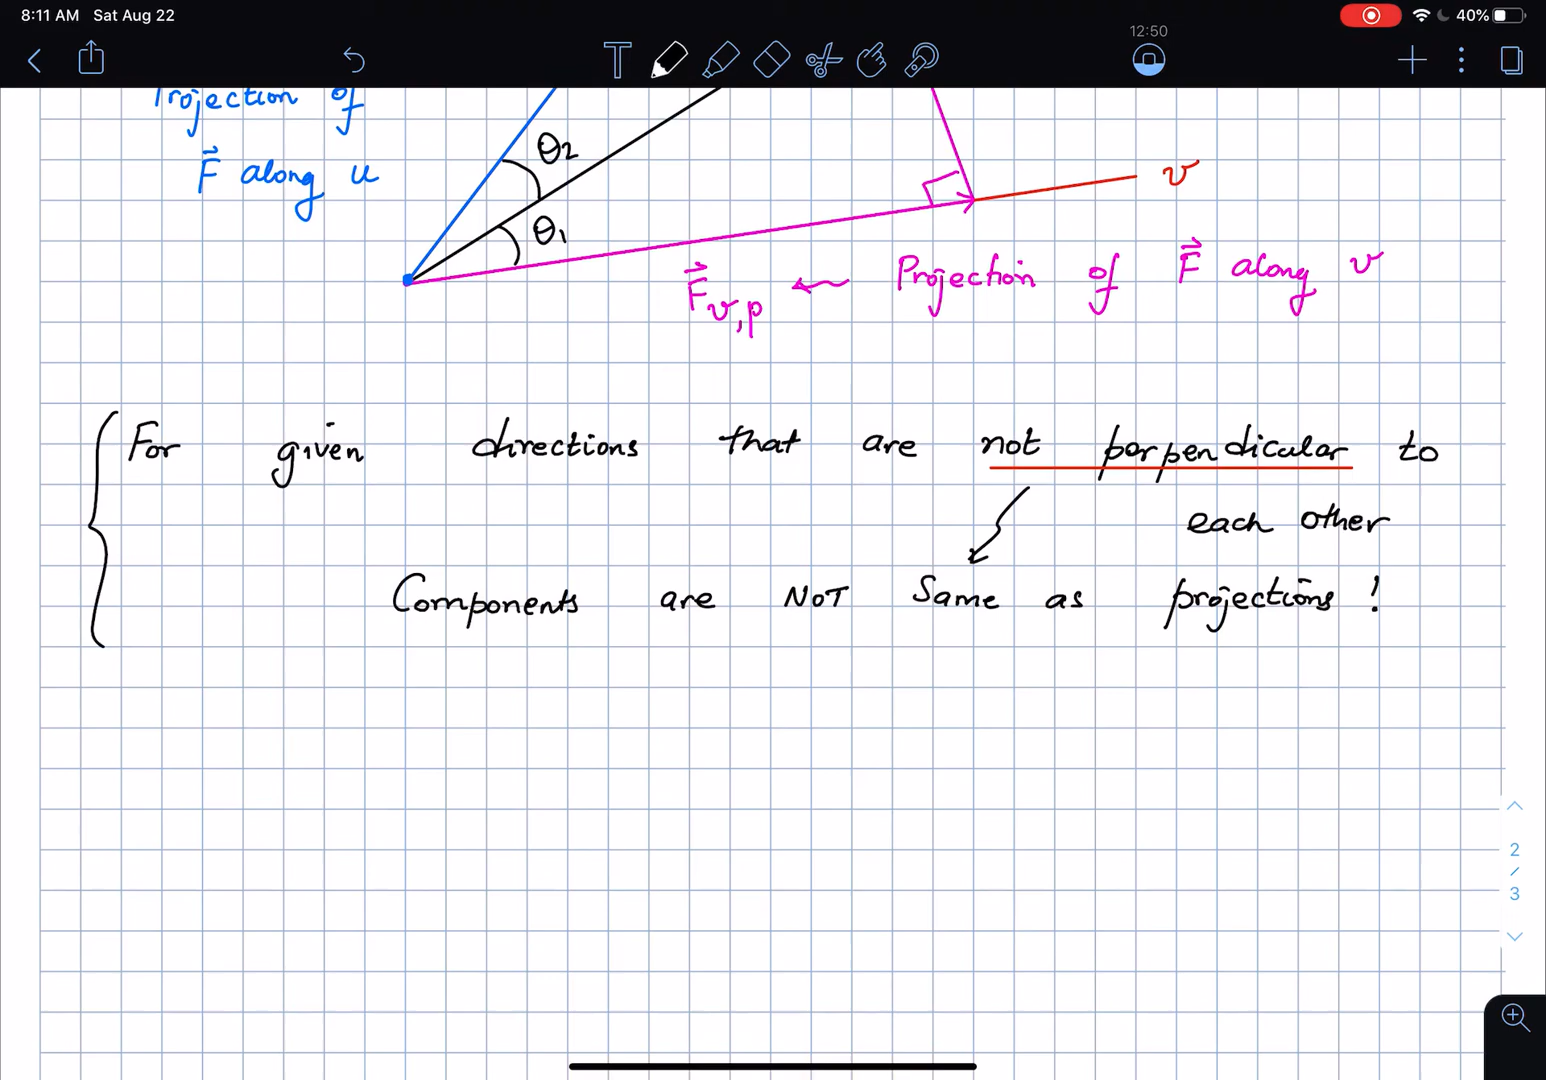 8:11 AM Sat Aug 22
40%
12:50
T
Projection of
F⃗ along u
θ2
θ1
v
F⃗v,p ← Projection of F⃗ along v
For given directions that are not perpendicular to
each other
Components are NOT Same as projections !
2
/
3